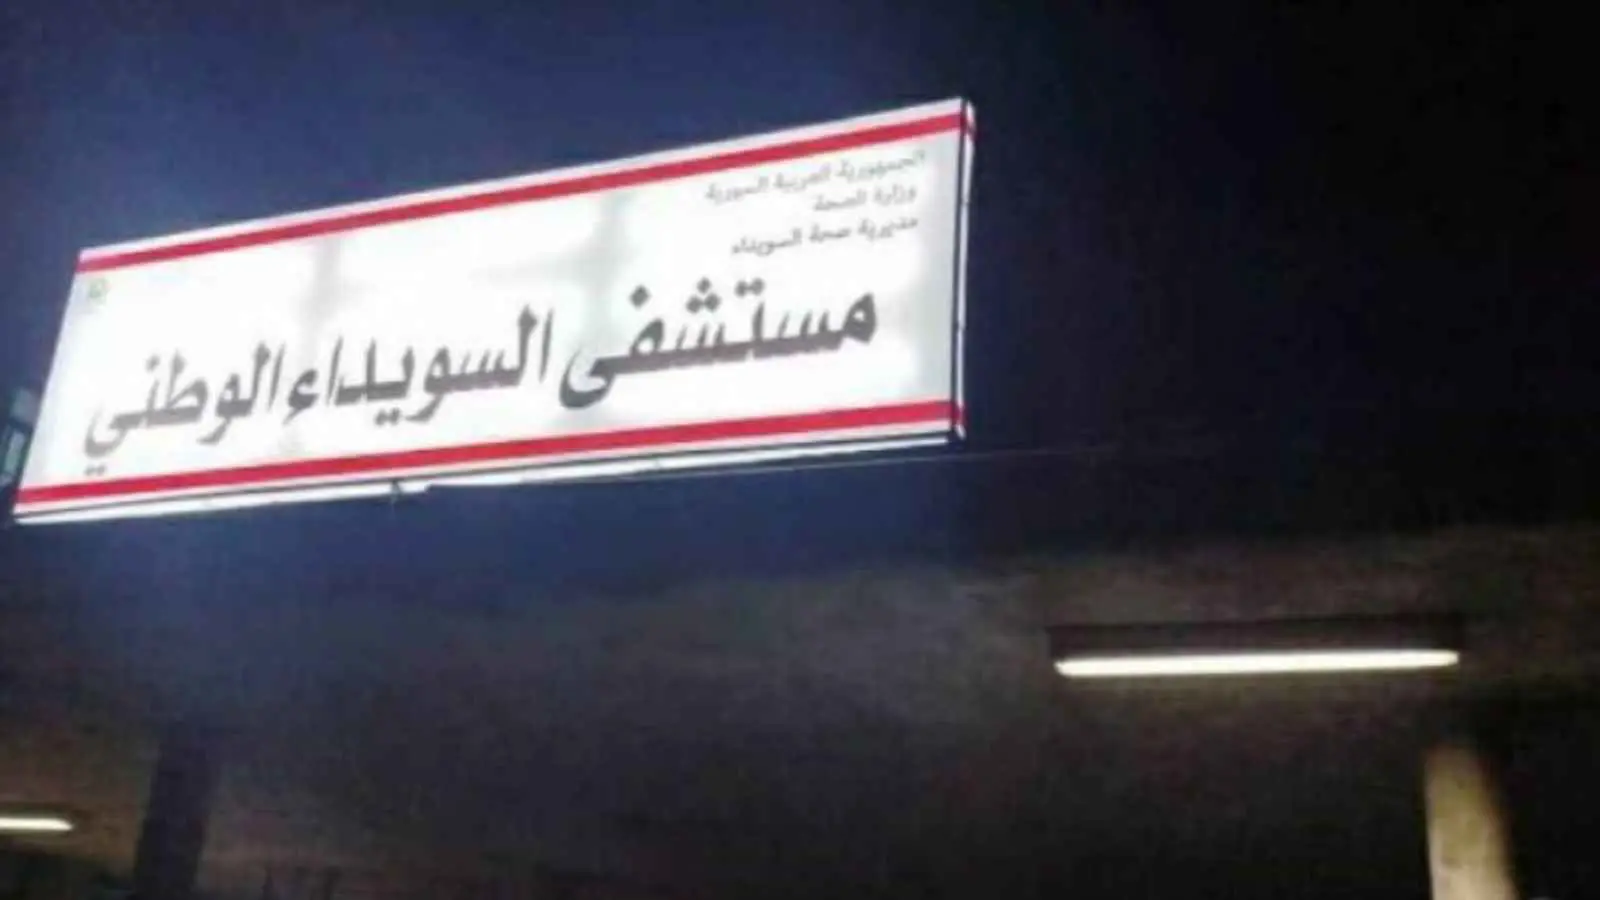 الجمهورية العربية السورية
وزارة الصحة
مديرية صحة السويداء
مستشفى السويداء الوطني